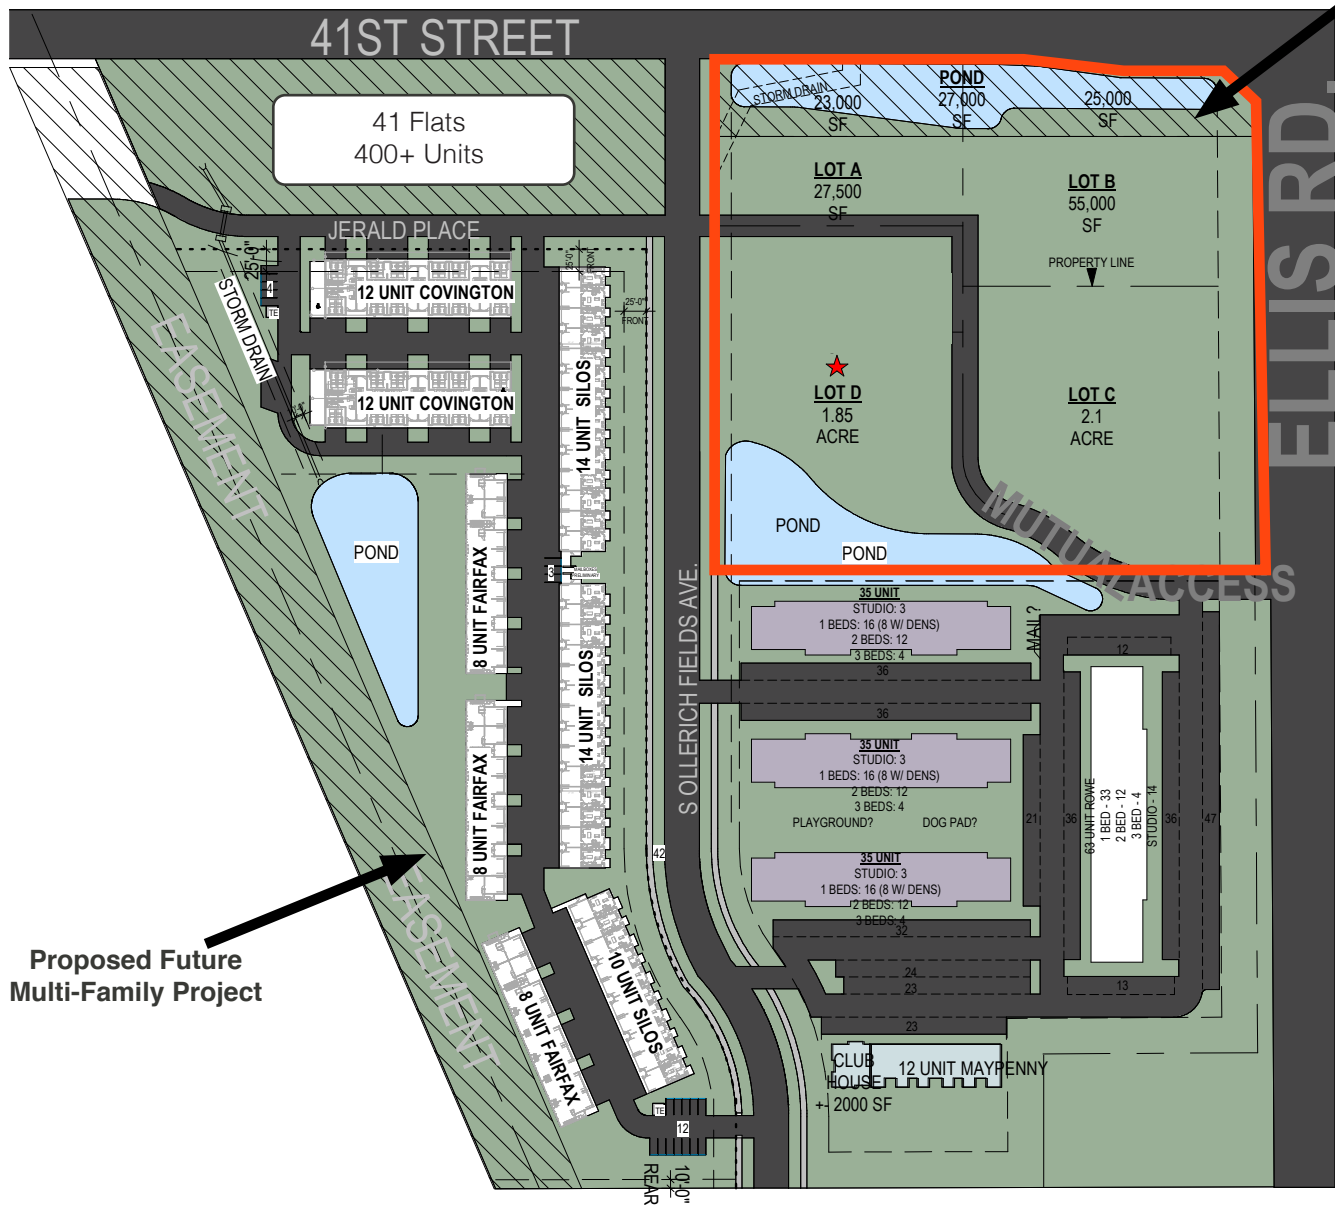 41ST STREET
ELLIS RD.
41 Flats
400+ Units
STORM DRAIN
23,000
SF
POND
27,000
SF
25,000
SF
LOT A
27,500
SF
LOT B
55,000
SF
PROPERTY LINE
JERALD PLACE
25'-0"
4
TE
STORM DRAIN
12 UNIT COVINGTON
12 UNIT COVINGTON
25'-0"
FRONT
25'-0"
FRONT
14 UNIT SILOS
LOT D
1.85
ACRE
LOT C
2.1
ACRE
EASEMENT
POND
POND
POND
MUTUAL ACCESS
8 UNIT FAIRFAX
3
PRELIMINARY
14 UNIT SILOS
S OLLERICH FIELDS AVE.
35 UNIT
STUDIO: 3
1 BEDS: 16 (8 W/ DENS)
2 BEDS: 12
3 BEDS: 4
MAIL?
36
36
12
35 UNIT
STUDIO: 3
1 BEDS: 16 (8 W/ DENS)
2 BEDS: 12
3 BEDS: 4
PLAYGROUND?
DOG PAD?
21
36
63 UNIT ROWE
1 BED - 33
2 BED - 12
3 BED - 4
STUDIO - 14
36
47
8 UNIT FAIRFAX
42
35 UNIT
STUDIO: 3
1 BEDS: 16 (8 W/ DENS)
2 BEDS: 12
3 BEDS: 4
32
24
23
13
23
EASEMENT
Proposed Future
Multi-Family Project
8 UNIT FAIRFAX
10 UNIT SILOS
CLUB
HOUSE
+- 2000 SF
12 UNIT MAYPENNY
TE
12
10'-0"
REAR